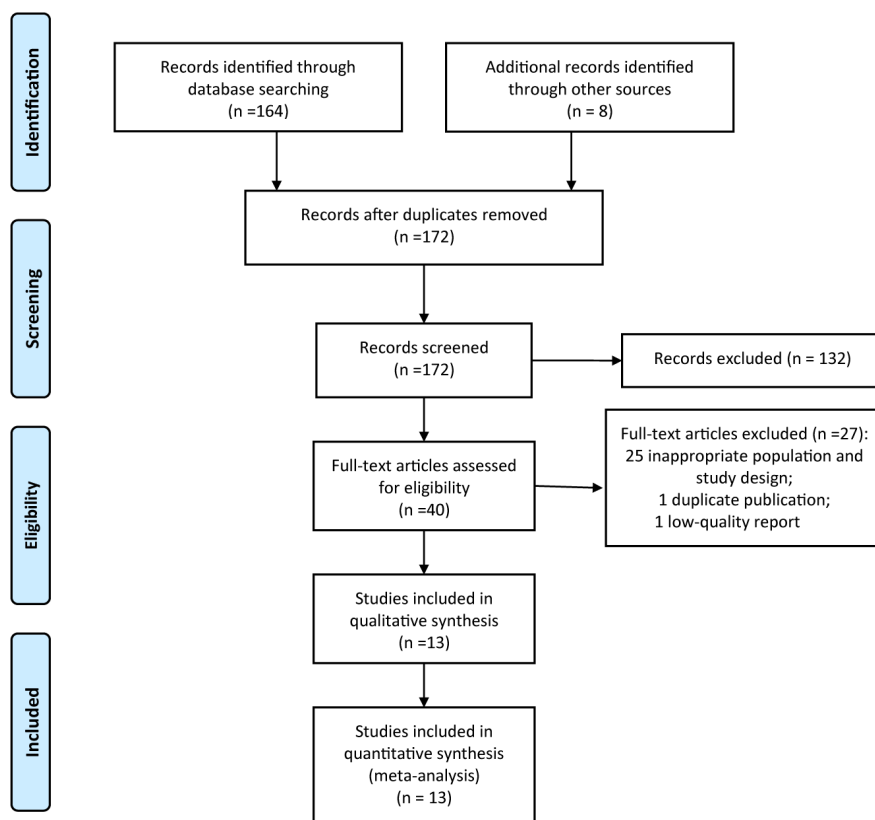 Identification
Records identified through
database searching
(n =164)
Additional records identified
through other sources
(n = 8)
Records after duplicates removed
(n =172)
Screening
Records screened
(n =172)
Records excluded (n = 132)
Eligibility
Full-text articles assessed
for eligibility
(n =40)
Full-text articles excluded (n =27):
25 inappropriate population and
study design;
1 duplicate publication;
1 low-quality report
Studies included in
qualitative synthesis
(n =13)
Included
Studies included in
quantitative synthesis
(meta-analysis)
(n = 13)